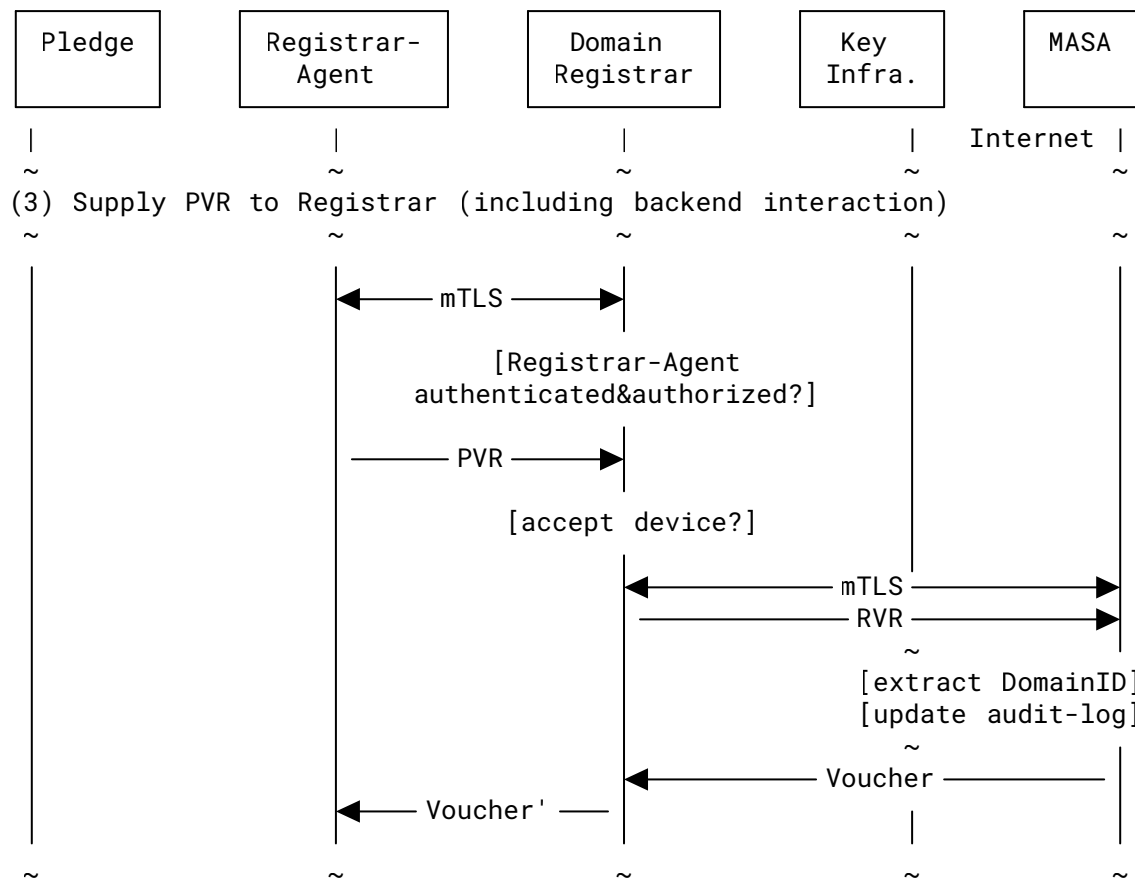 Pledge Registrar- Domain Key MASA
Agent Registrar Infra.
| | | | Internet |
~ ~ ~ ~ ~
(3) Supply PVR to Registrar (including backend interaction)
~ ~ ~ ~ ~
mTLS
[Registrar-Agent
authenticated&authorized?]
PVR
[accept device?]
mTLS
RVR
~
[extract DomainID]
[update audit-log]
~
Voucher
Voucher'
~ ~ ~ ~ ~